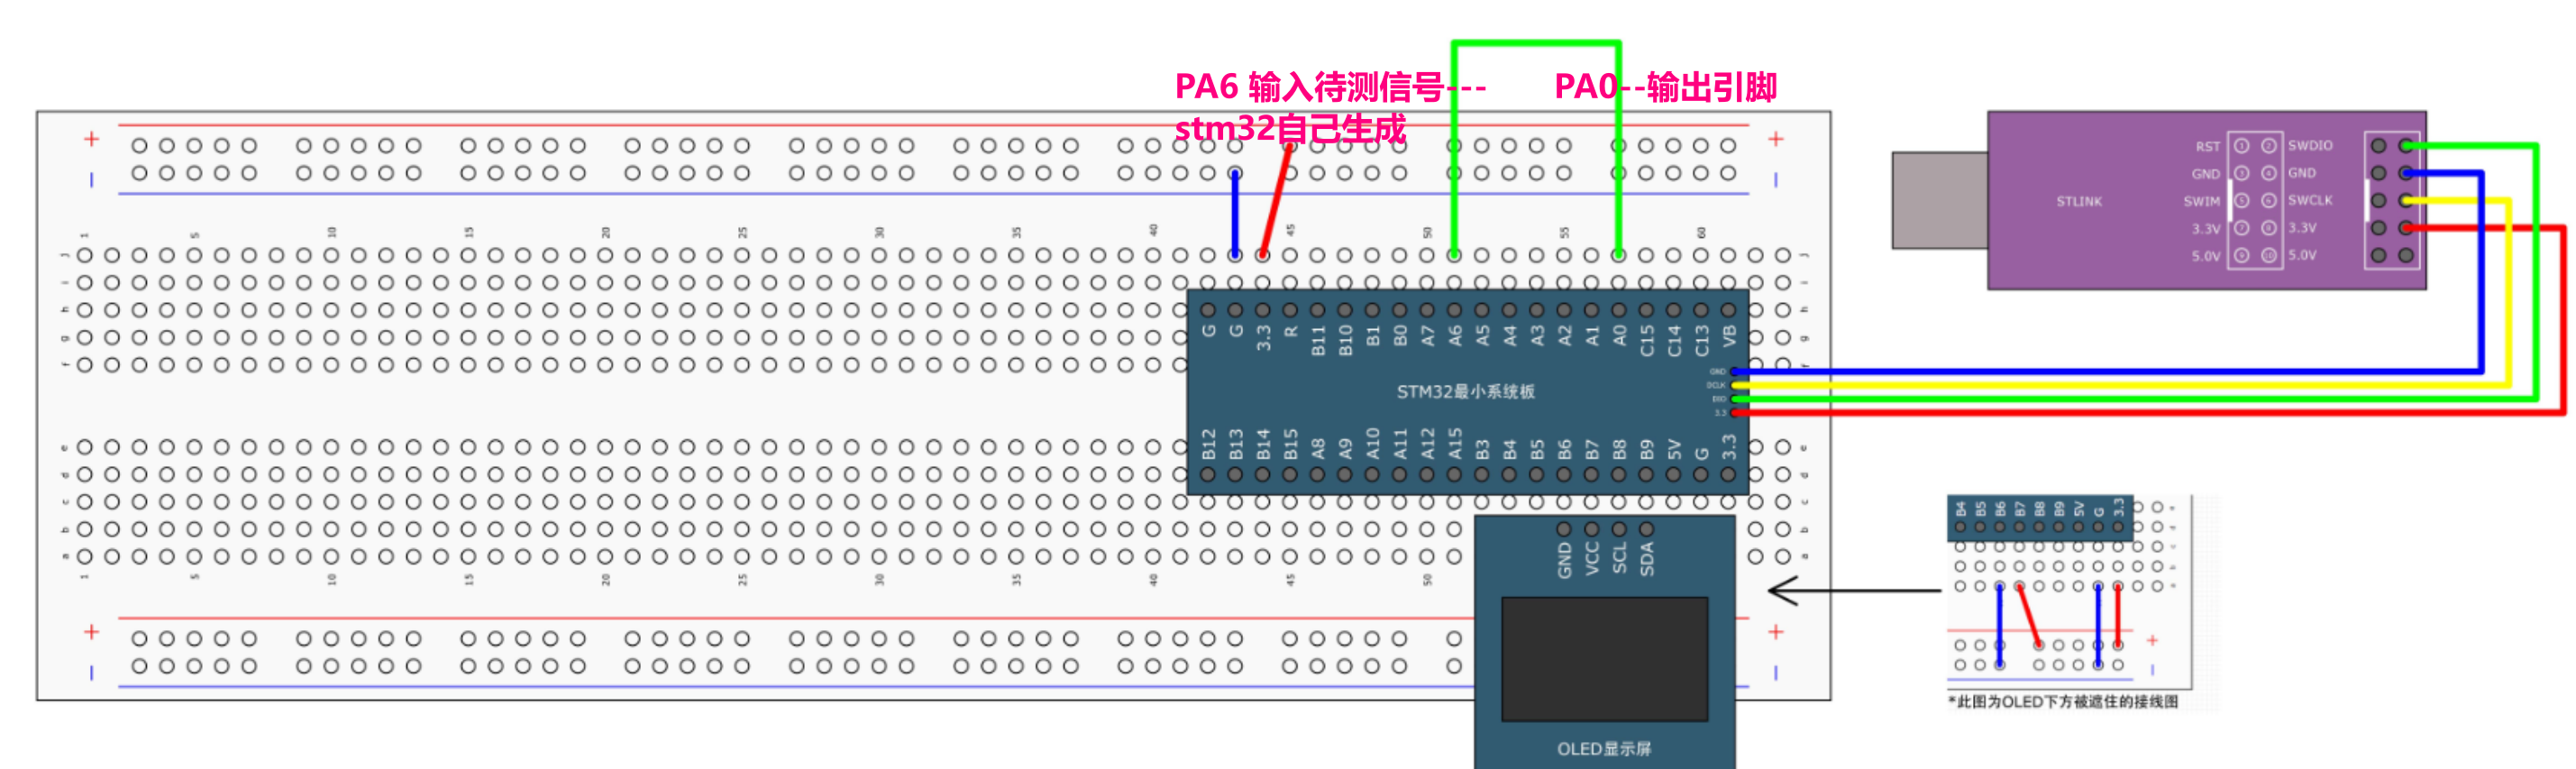 PA6 输入待测信号---
stm32自己生成
PA0--输出引脚
+ +
- -
1 5 10 15 20 25 30 35 40 45 50 55 60
j j
i i
h h
g g
f f
G G 3.3 R B11 B10 B1 B0 A7 A6 A5 A4 A3 A2 A1 A0 C15 C14 C13 VB
GND
DCLK
DIO
3.3
STM32最小系统板
B12 B13 B14 B15 A8 A9 A10 A11 A12 A15 B3 B4 B5 B6 B7 B8 B9 5V G 3.3
e e
d d
c c
b b
a a
1 5 10 15 20 25 30 35 40 45 50
+ +
- -
GND VCC SCL SDA
OLED显示屏
STLINK
RST 1 2 SWDIO
GND 3 4 GND
SWIM 5 6 SWCLK
3.3V 7 8 3.3V
5.0V 9 10 5.0V
B4 B5 B6 B7 B8 B9 5V G 3.3
+
-
*此图为OLED下方被遮住的接线图